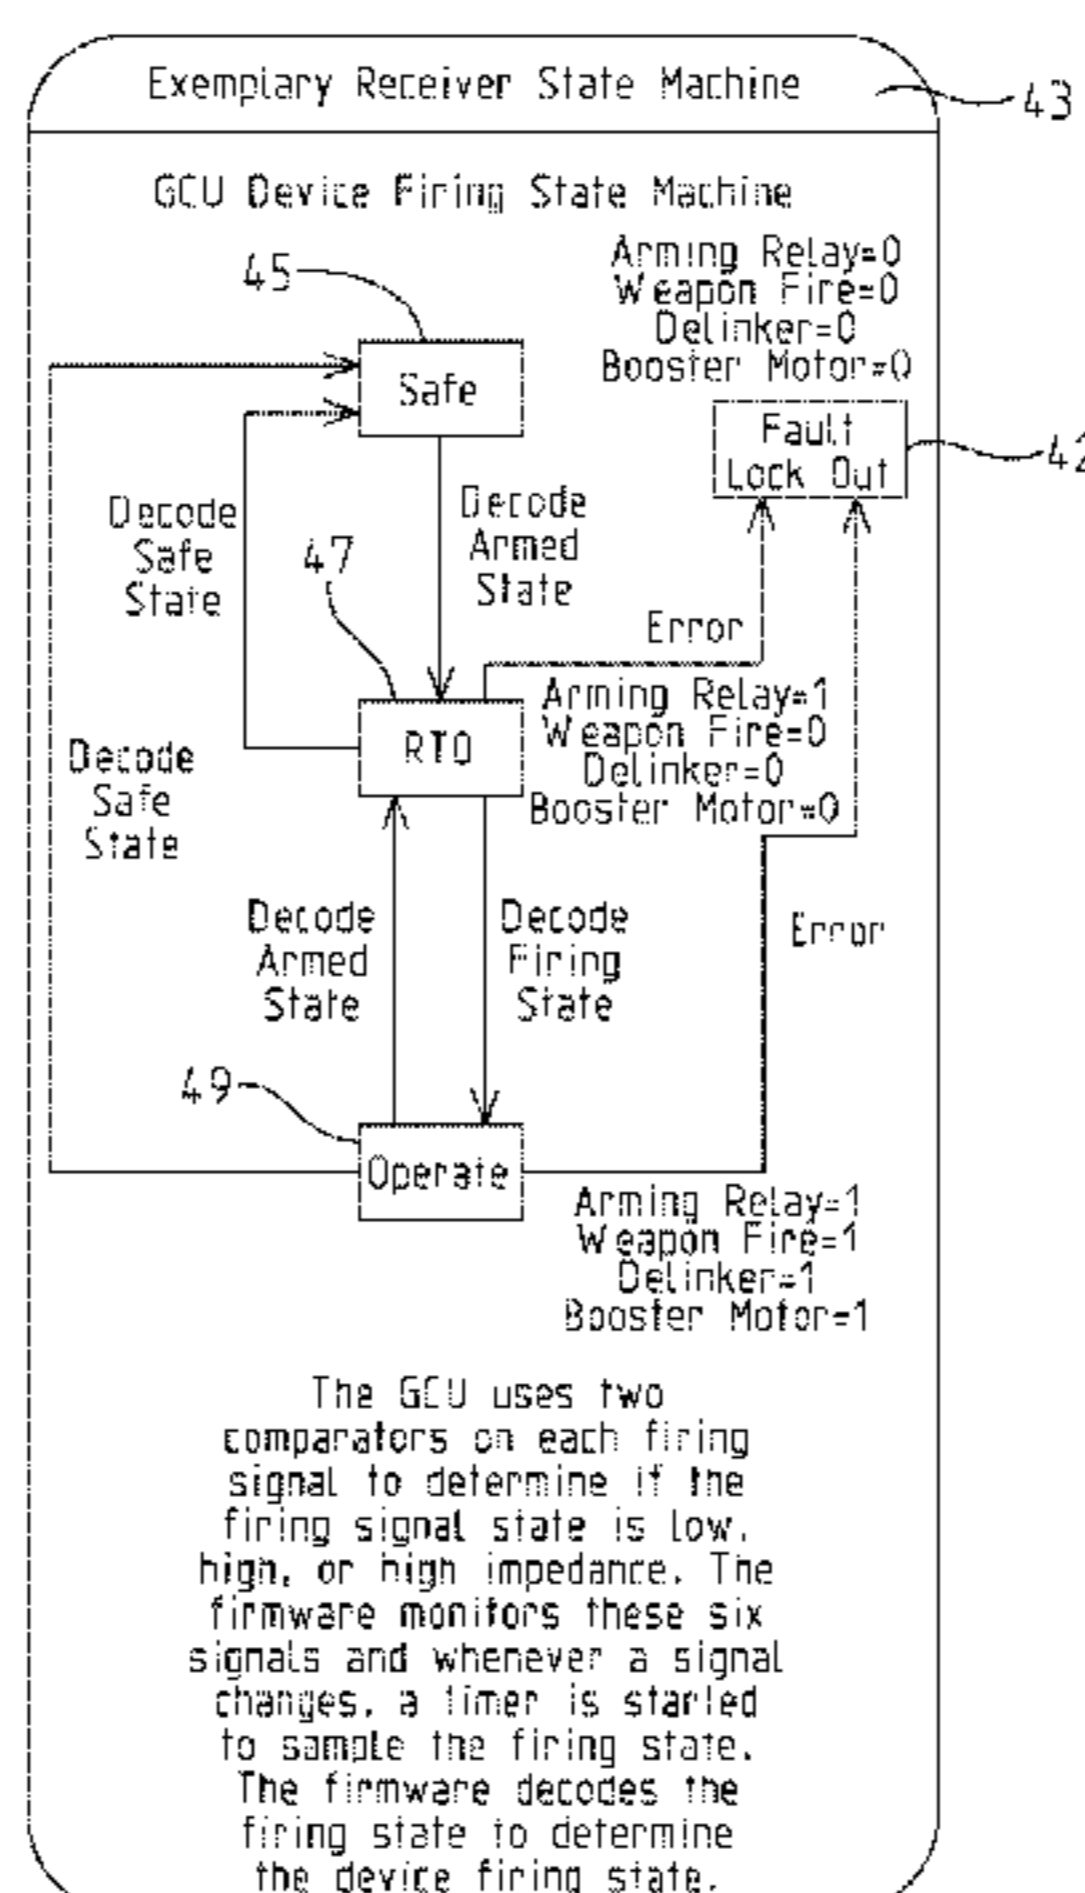 Exemplary Receiver State Machine
43
GCU Device Firing State Machine
45
Arming Relay=0
Weapon Fire=0
Delinker=0
Booster Motor=0
Safe
Fault
Lock Out
42
Decode
Safe
State
47
Decode
Armed
State
Error
RTO
Arming Relay=1
Weapon Fire=0
Delinker=0
Booster Motor=0
Decode
Safe
State
Decode
Armed
State
Decode
Firing
State
Error
49
Operate
Arming Relay=1
Weapon Fire=1
Delinker=1
Booster Motor=1
The GCU uses two
comparators on each firing
signal to determine if the
firing signal state is low,
high, or high impedance. The
firmware monitors these six
signals and whenever a signal
changes, a timer is started
to sample the firing state.
The firmware decodes the
firing state to determine
the device firing state.